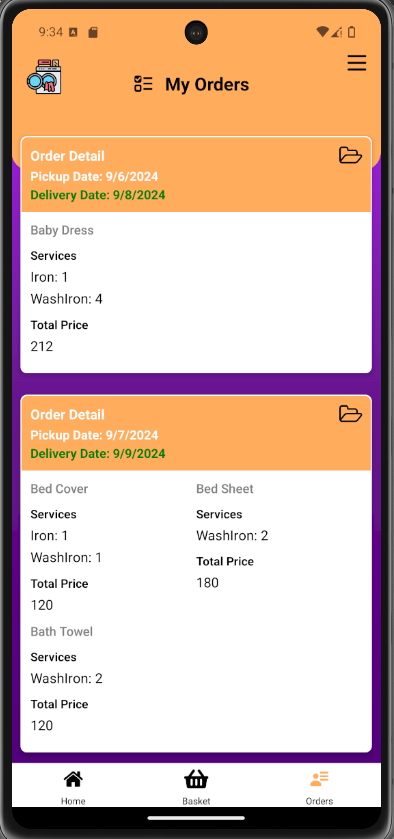 9:34
My Orders
Order Detail
Pickup Date: 9/6/2024
Delivery Date: 9/8/2024
Baby Dress
Services
Iron: 1
WashIron: 4
Total Price
212
Order Detail
Pickup Date: 9/7/2024
Delivery Date: 9/9/2024
Bed Cover
Services
Iron: 1
WashIron: 1
Total Price
120
Bed Sheet
Services
WashIron: 2
Total Price
180
Bath Towel
Services
WashIron: 2
Total Price
120
Home
Basket
Orders